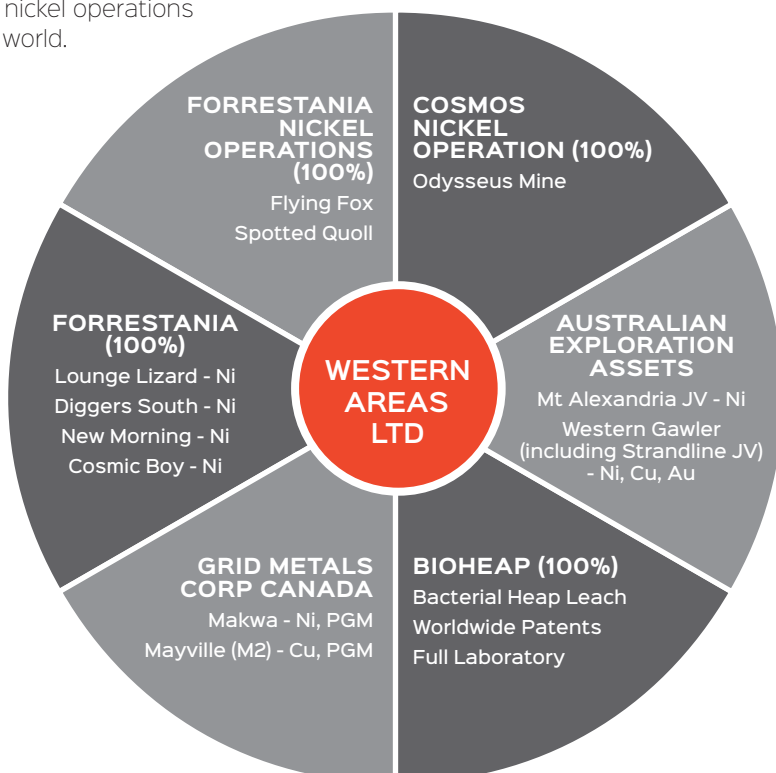 nickel operations
world.
FORRESTANIA
NICKEL
OPERATIONS
(100%)
Flying Fox
Spotted Quoll
COSMOS
NICKEL
OPERATION (100%)
Odysseus Mine
FORRESTANIA
(100%)
Lounge Lizard - Ni
Diggers South - Ni
New Morning - Ni
Cosmic Boy - Ni
WESTERN
AREAS
LTD
AUSTRALIAN
EXPLORATION
ASSETS
Mt Alexandria JV - Ni
Western Gawler
(including Strandline JV)
- Ni, Cu, Au
GRID METALS
CORP CANADA
Makwa - Ni, PGM
Mayville (M2) - Cu, PGM
BIOHEAP (100%)
Bacterial Heap Leach
Worldwide Patents
Full Laboratory